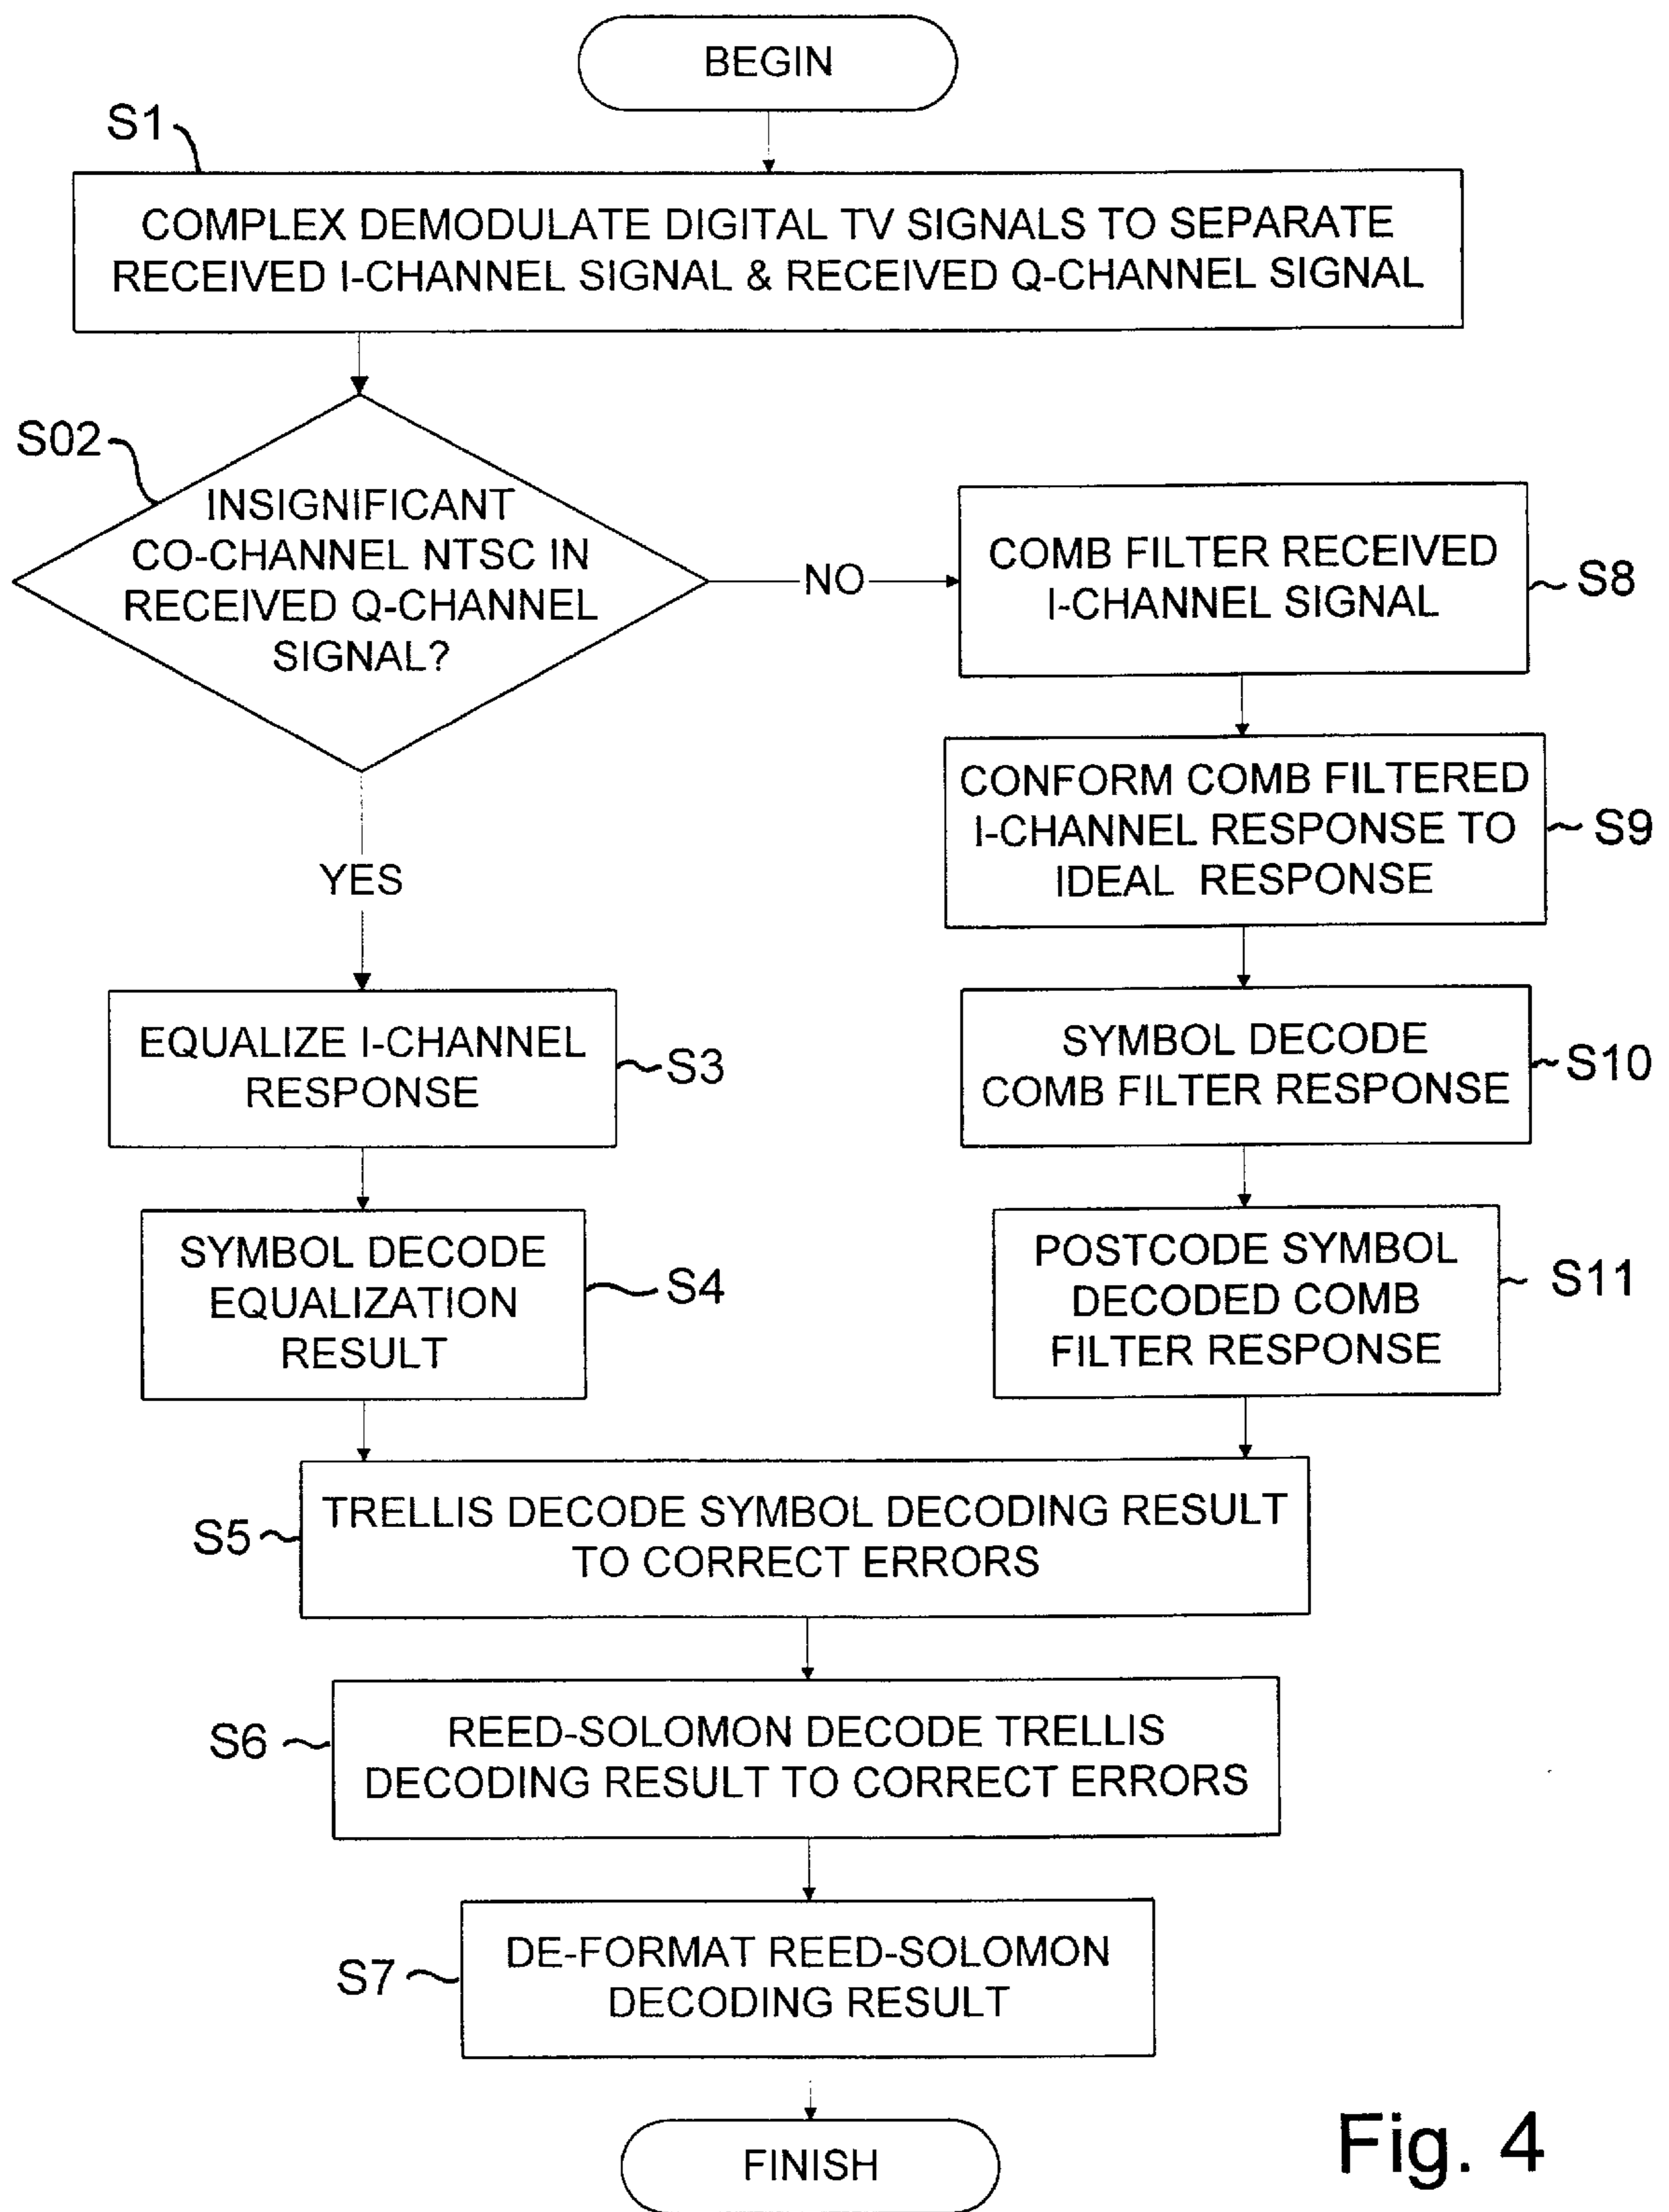 BEGIN
S1
COMPLEX DEMODULATE DIGITAL TV SIGNALS TO SEPARATE
RECEIVED I-CHANNEL SIGNAL & RECEIVED Q-CHANNEL SIGNAL
S02
INSIGNIFICANT
CO-CHANNEL NTSC IN
RECEIVED Q-CHANNEL
SIGNAL?
NO
COMB FILTER RECEIVED
I-CHANNEL SIGNAL
S8
CONFORM COMB FILTERED
I-CHANNEL RESPONSE TO
IDEAL RESPONSE
S9
YES
EQUALIZE I-CHANNEL
RESPONSE
S3
SYMBOL DECODE
COMB FILTER RESPONSE
S10
SYMBOL DECODE
EQUALIZATION
RESULT
S4
POSTCODE SYMBOL
DECODED COMB
FILTER RESPONSE
S11
S5
TRELLIS DECODE SYMBOL DECODING RESULT
TO CORRECT ERRORS
S6
REED-SOLOMON DECODE TRELLIS
DECODING RESULT TO CORRECT ERRORS
S7
DE-FORMAT REED-SOLOMON
DECODING RESULT
FINISH
Fig. 4